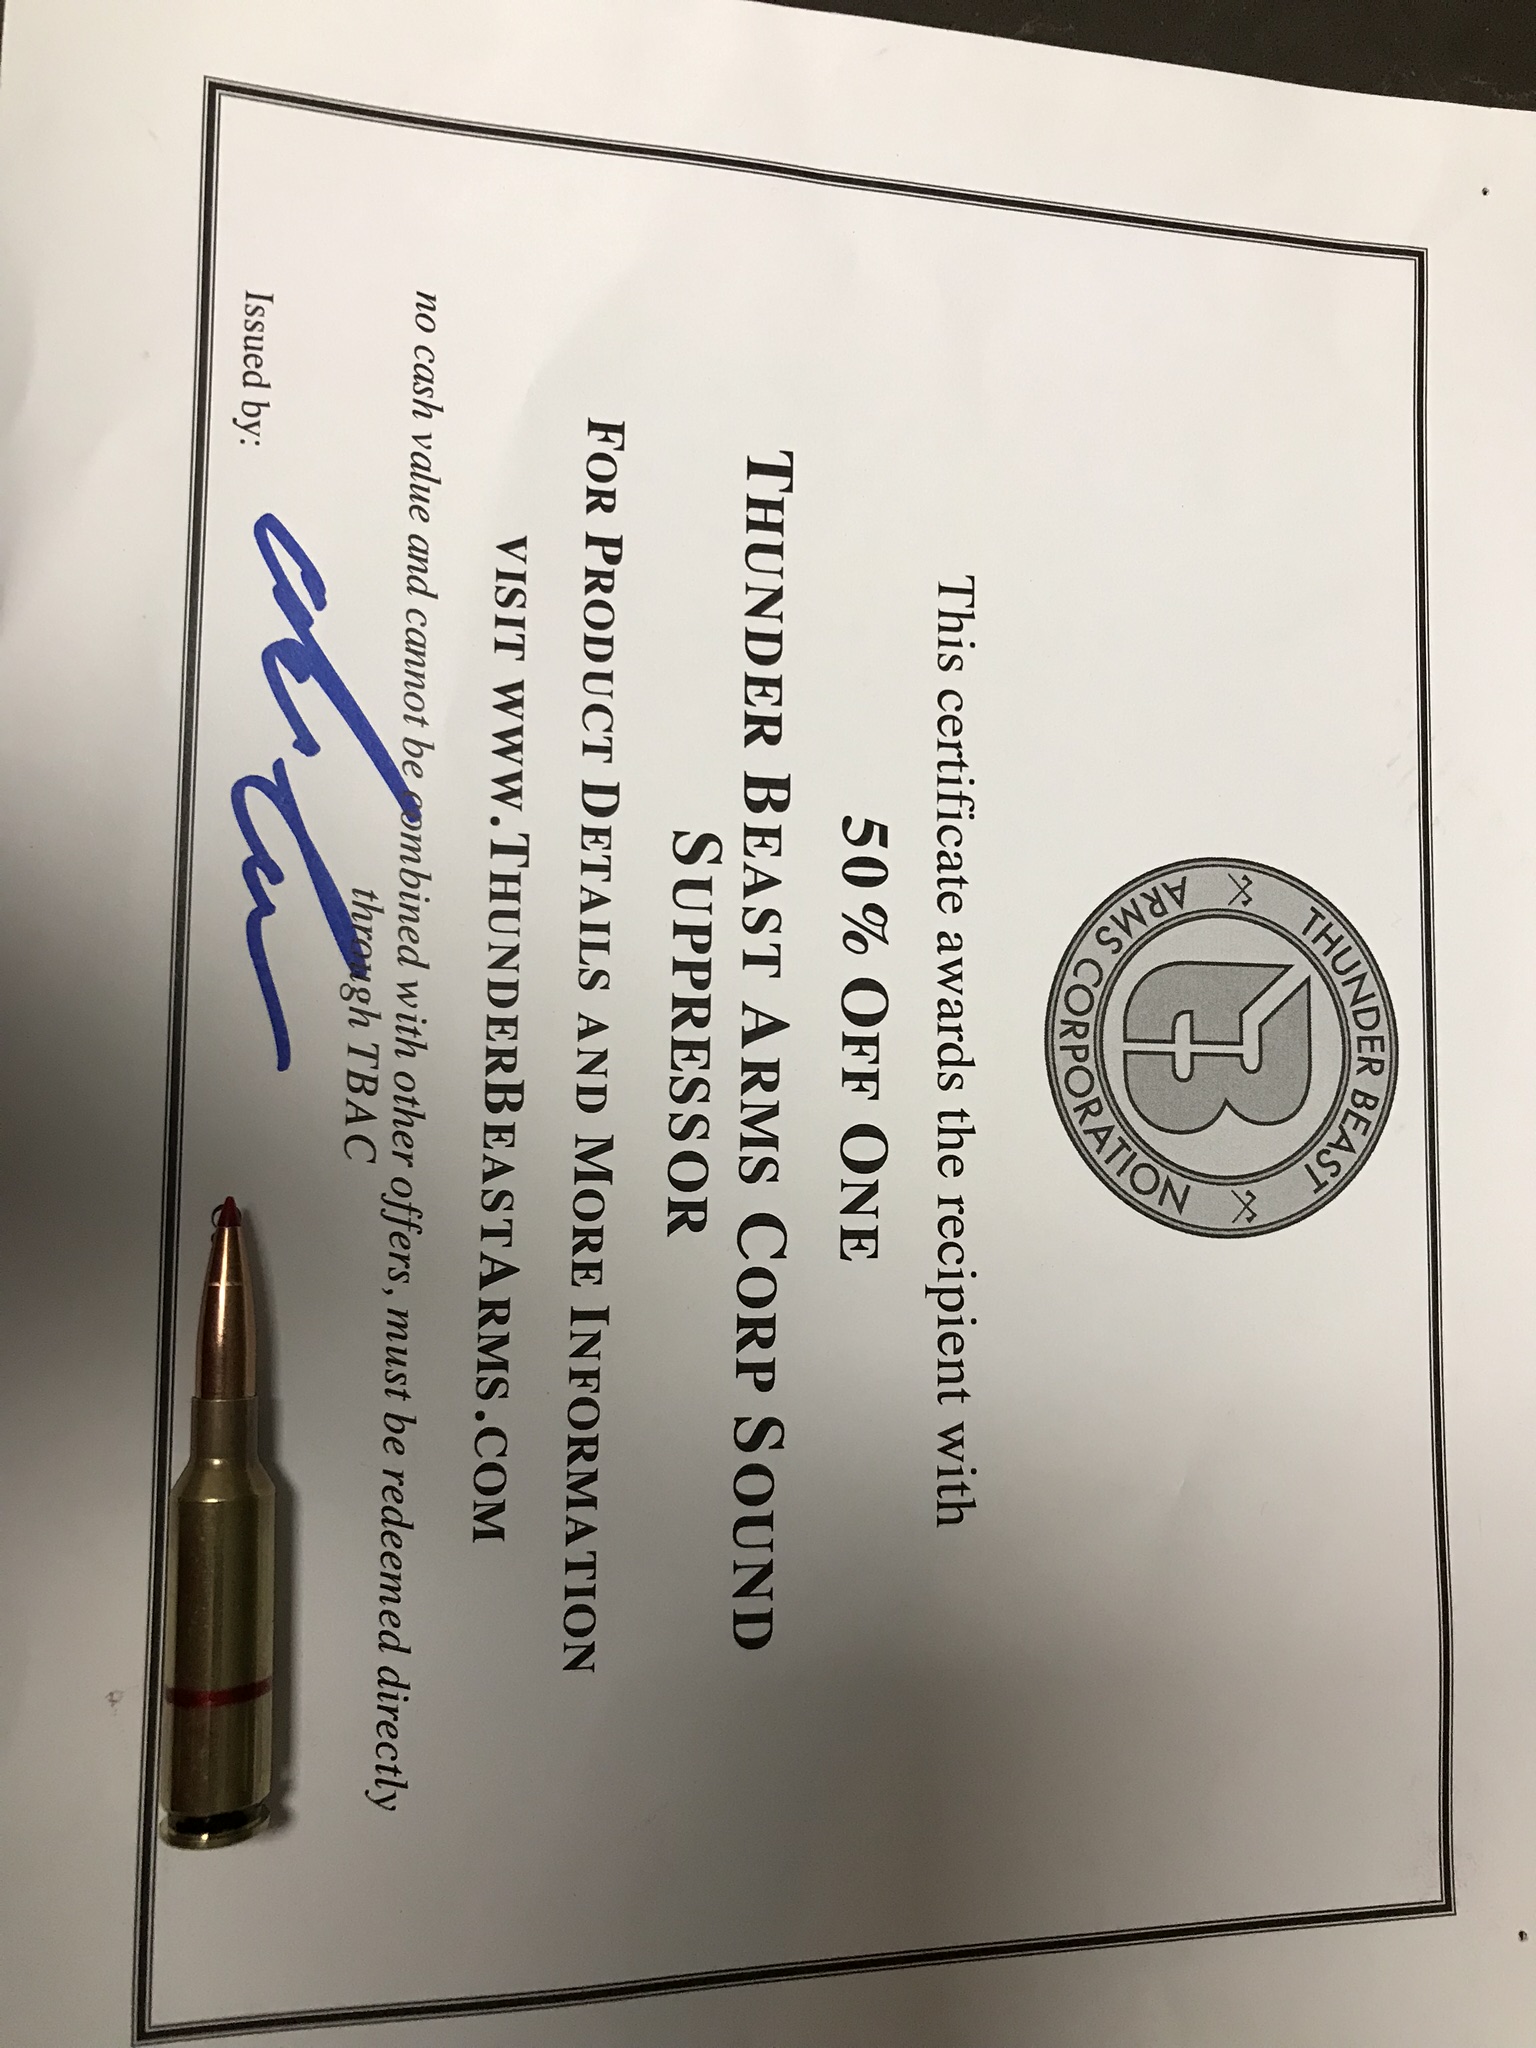 THUNDER BEAST
ARMS CORPORATION
This certificate awards the recipient with
50% OFF ONE
THUNDER BEAST ARMS CORP SOUND
SUPPRESSOR
FOR PRODUCT DETAILS AND MORE INFORMATION
VISIT WWW.THUNDERBEASTARMS.COM
no cash value and cannot be combined with other offers, must be redeemed directly
through TBAC
Issued by: